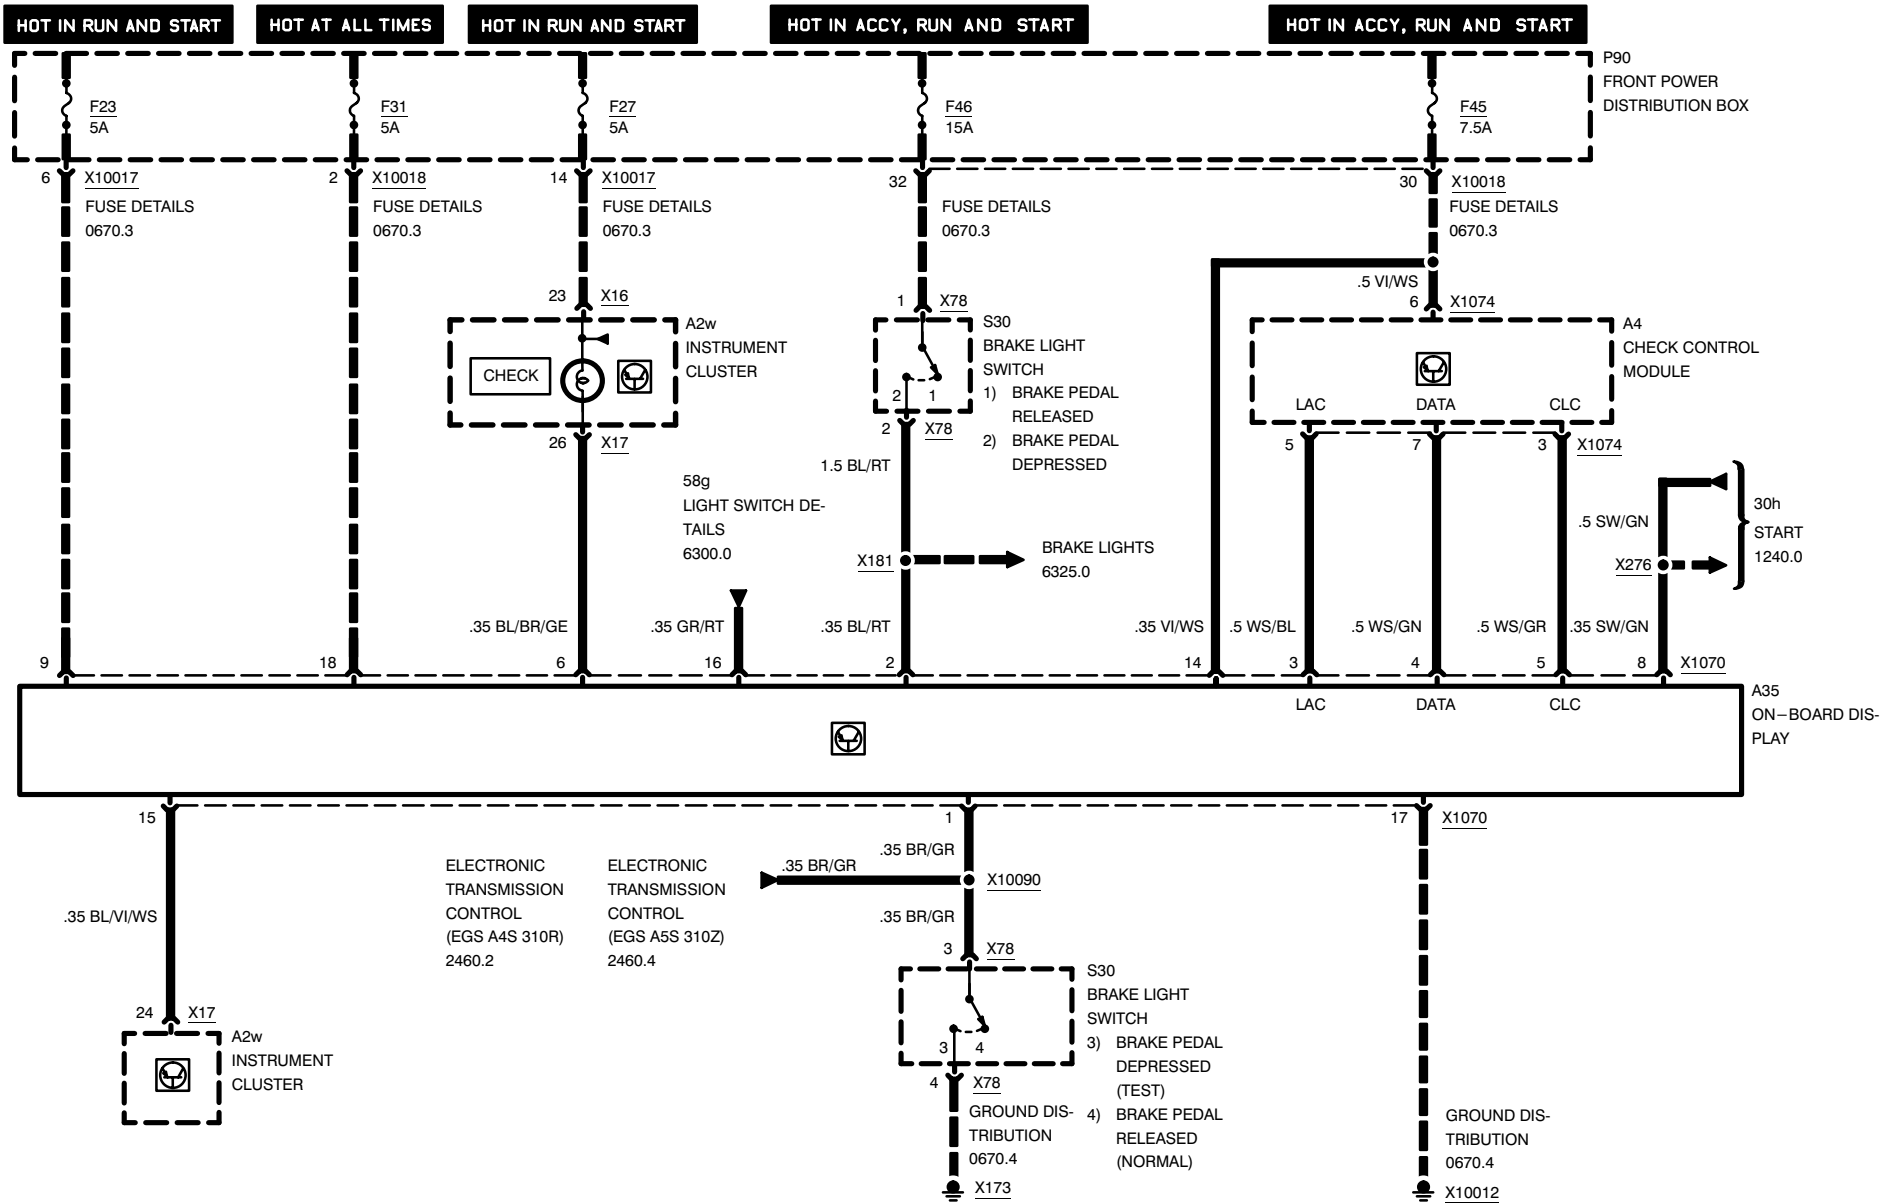 HOT IN RUN AND START
HOT AT ALL TIMES
HOT IN RUN AND START
HOT IN ACCY, RUN AND START
HOT IN ACCY, RUN AND START
P90
FRONT POWER
DISTRIBUTION BOX
F23
5A
F31
5A
F27
5A
F46
15A
F45
7.5A
6 X10017
FUSE DETAILS
0670.3
2 X10018
FUSE DETAILS
0670.3
14 X10017
FUSE DETAILS
0670.3
32
FUSE DETAILS
0670.3
30 X10018
FUSE DETAILS
0670.3
.5 VI/WS
23 X16
A2w
INSTRUMENT
CLUSTER
CHECK
26 X17
1 X78
S30
BRAKE LIGHT
SWITCH
1) BRAKE PEDAL
RELEASED
2) BRAKE PEDAL
DEPRESSED
2 1
2 X78
6 X1074
A4
CHECK CONTROL
MODULE
LAC DATA CLC
5 7 3 X1074
58g
LIGHT SWITCH DE-
TAILS
6300.0
1.5 BL/RT
X181
BRAKE LIGHTS
6325.0
.5 SW/GN
30h
START
1240.0
X276
.35 BL/BR/GE
.35 GR/RT
.35 BL/RT
.35 VI/WS
.5 WS/BL
.5 WS/GN
.5 WS/GR
.35 SW/GN
9 18 6 16 2 14 3 4 5 8 X1070
LAC DATA CLC
A35
ON–BOARD DIS-
PLAY
15 1 17 X1070
.35 BL/VI/WS
24 X17
A2w
INSTRUMENT
CLUSTER
ELECTRONIC
TRANSMISSION
CONTROL
(EGS A4S 310R)
2460.2
ELECTRONIC
TRANSMISSION
CONTROL
(EGS A5S 310Z)
2460.4
.35 BR/GR
.35 BR/GR
X10090
.35 BR/GR
3 X78
S30
BRAKE LIGHT
SWITCH
3) BRAKE PEDAL
DEPRESSED
(TEST)
4) BRAKE PEDAL
RELEASED
(NORMAL)
3 4
4 X78
GROUND DIS-
TRIBUTION
0670.4
X173
GROUND DIS-
TRIBUTION
0670.4
X10012